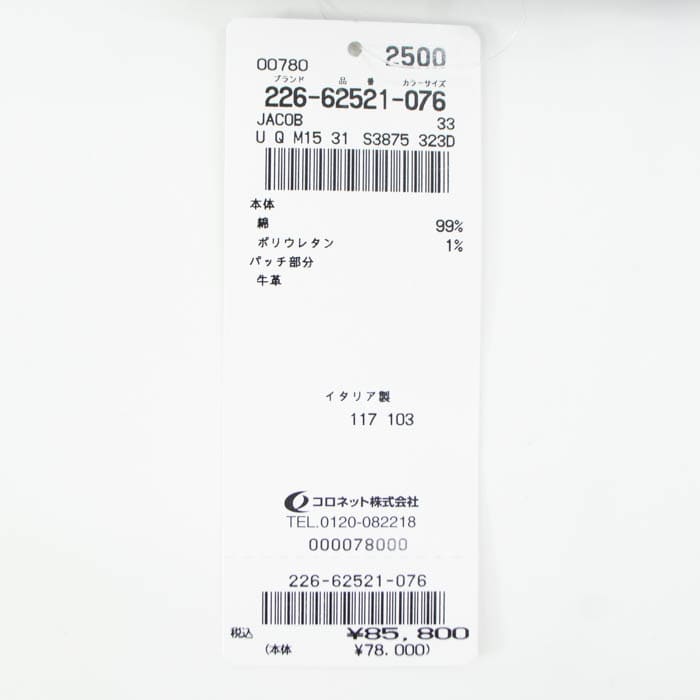 00780 2500
ブランド 品 番 カラーサイズ
226-62521-076
JACOB 33
U Q M15 31 S3875 323D
本体
綿 99%
ポリウレタン 1%
パッチ部分
牛革
イタリア製
117 103
コロネット株式会社
TEL.0120-082218
000078000
226-62521-076
税込 ¥85,800
(本体 ¥78.000)